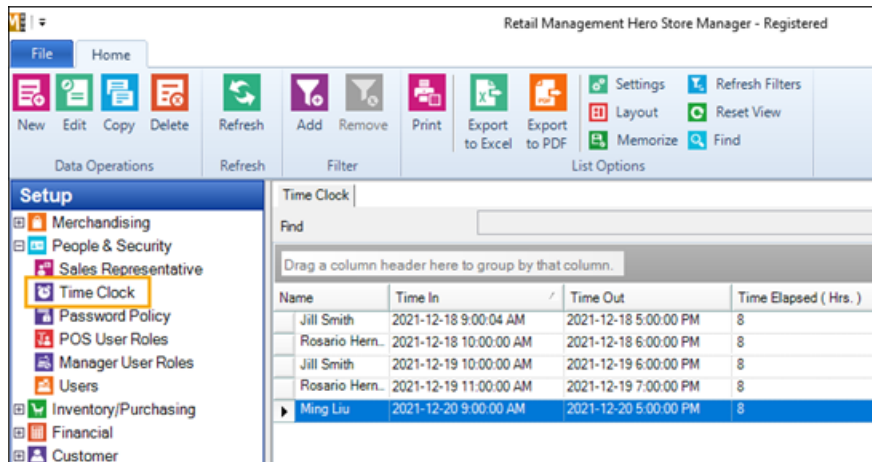 Retail Management Hero Store Manager - Registered
File Home
New Edit Copy Delete Refresh Add Remove Print Export to Excel Export to PDF
Settings Refresh Filters
Layout Reset View
Memorize Find
Data Operations Refresh Filter List Options
Setup
Merchandising
People & Security
Sales Representative
Time Clock
Password Policy
POS User Roles
Manager User Roles
Users
Inventory/Purchasing
Financial
Customer
Time Clock
Find
Drag a column header here to group by that column.
Name Time In Time Out Time Elapsed ( Hrs. )
Jill Smith 2021-12-18 9:00:04 AM 2021-12-18 5:00:00 PM 8
Rosario Hern... 2021-12-18 10:00:00 AM 2021-12-18 6:00:00 PM 8
Jill Smith 2021-12-19 10:00:00 AM 2021-12-19 6:00:00 PM 8
Rosario Hern... 2021-12-19 11:00:00 AM 2021-12-19 7:00:00 PM 8
Ming Liu 2021-12-20 9:00:00 AM 2021-12-20 5:00:00 PM 8